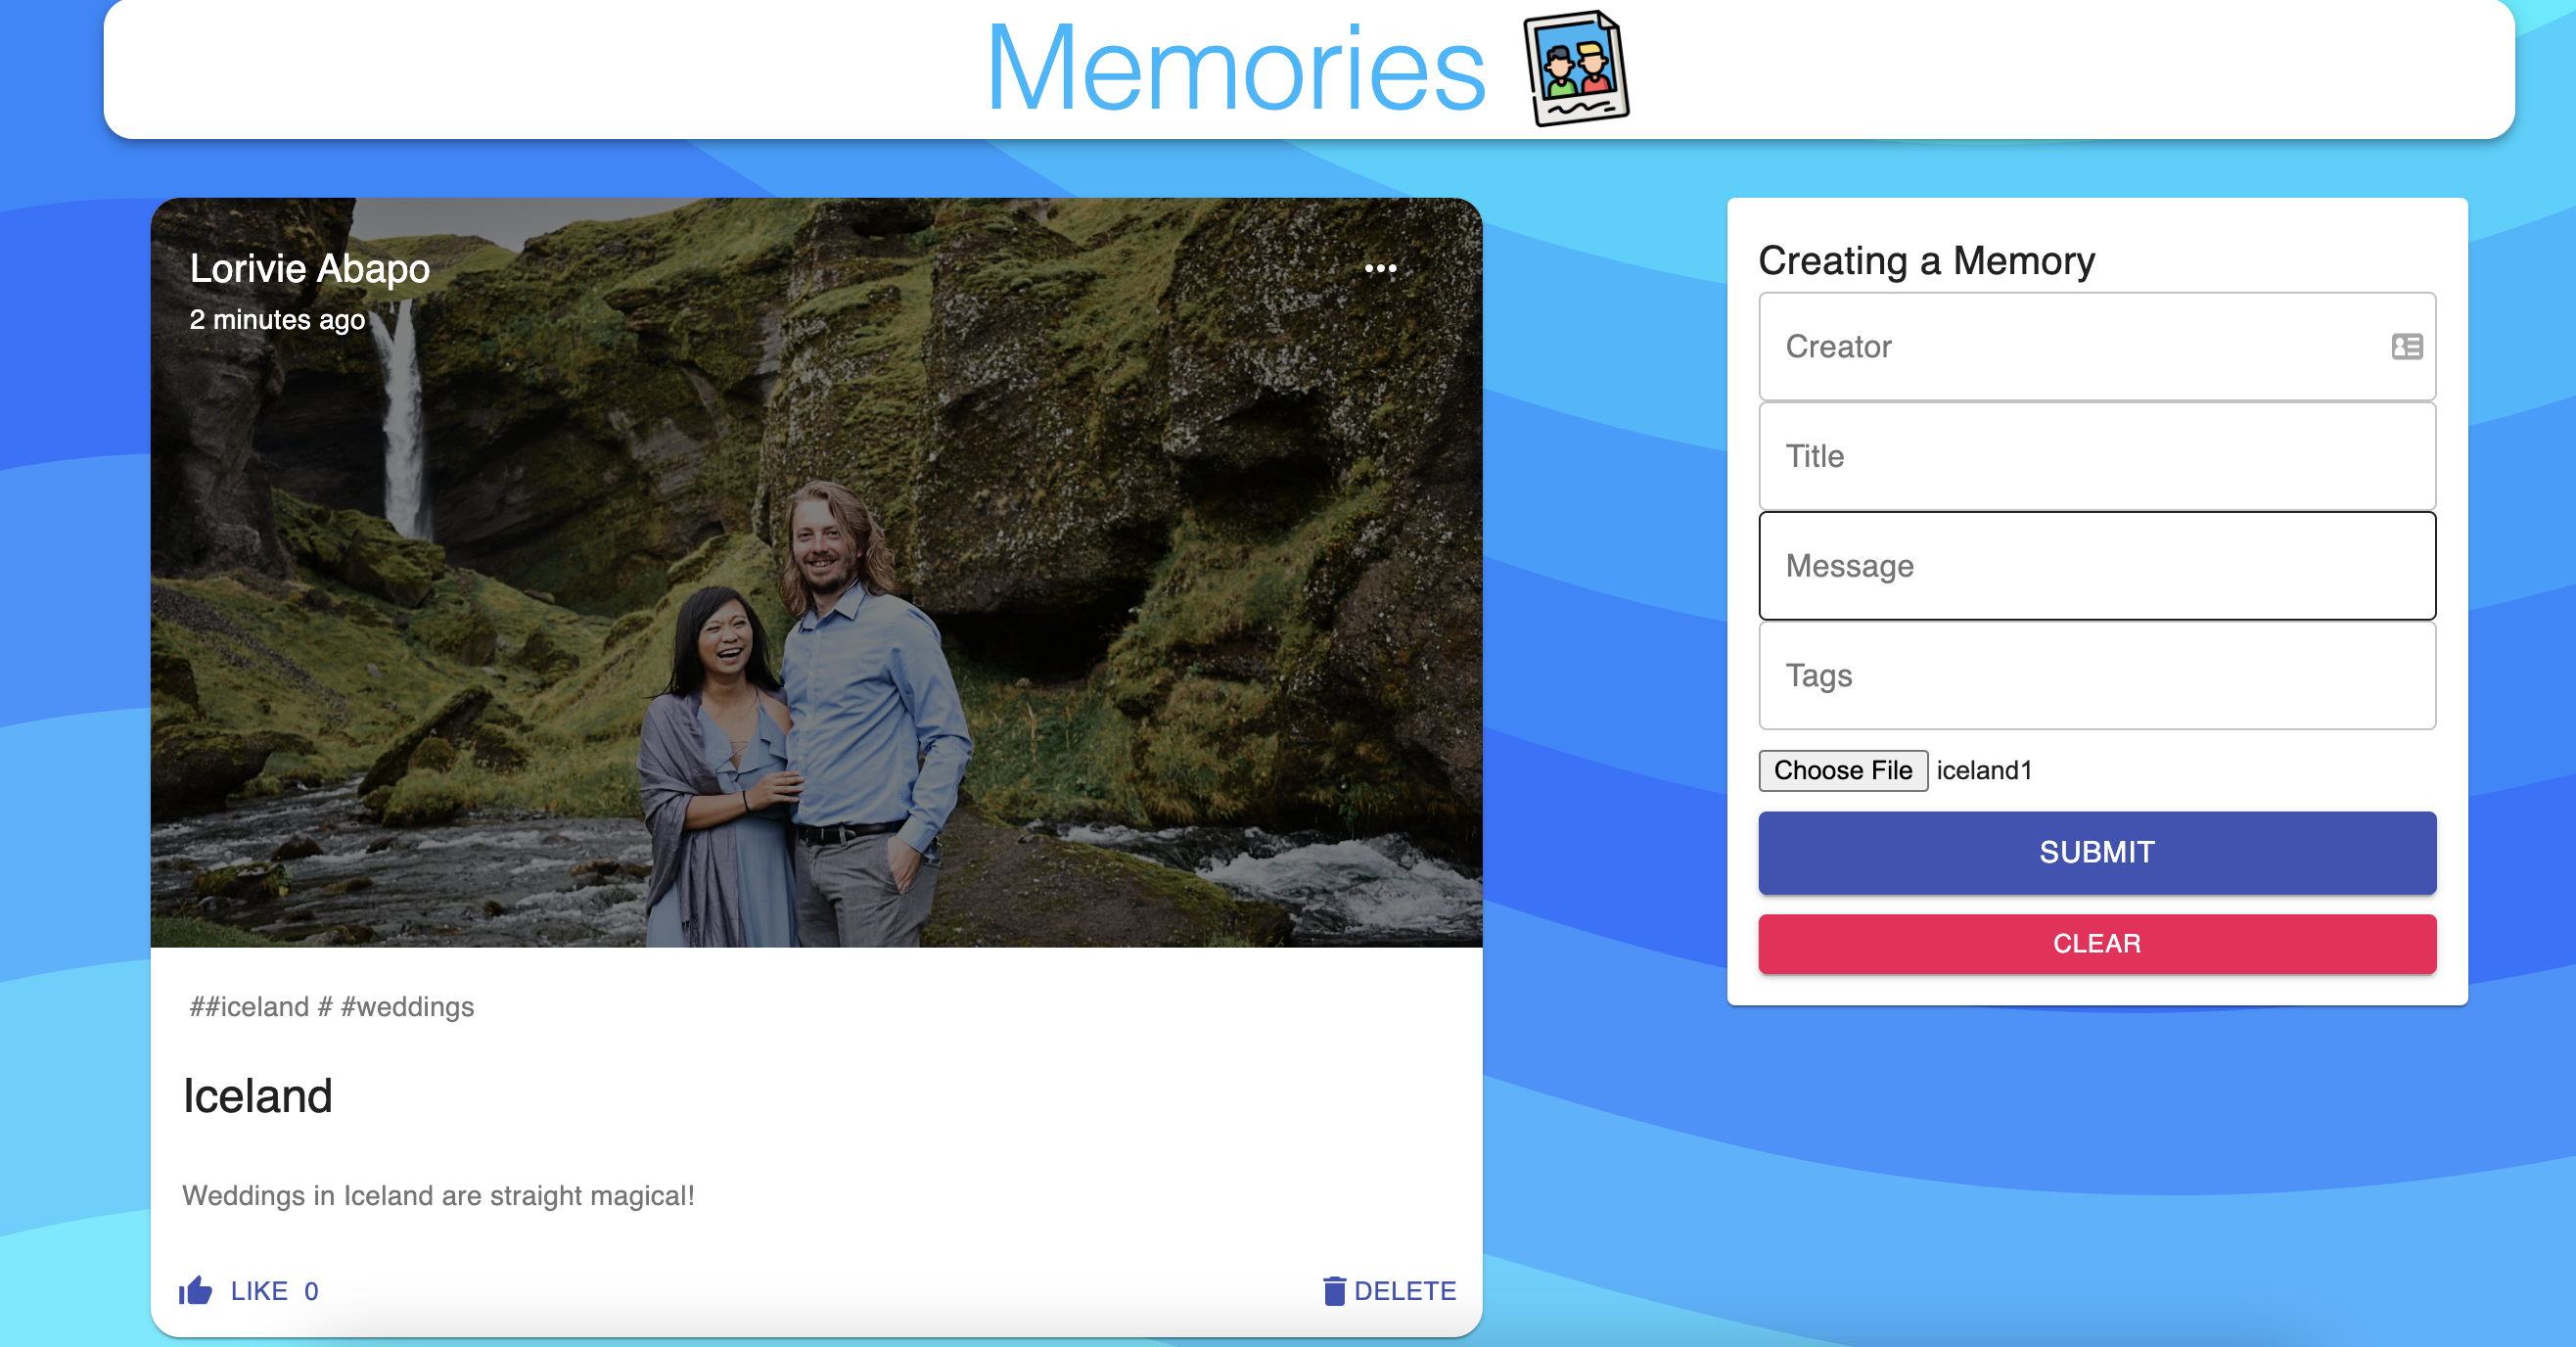 Memories
Lorivie Abapo
2 minutes ago
##iceland # #weddings
Iceland
Weddings in Iceland are straight magical!
LIKE 0
DELETE
Creating a Memory
Creator
Title
Message
Tags
Choose File iceland1
SUBMIT
CLEAR